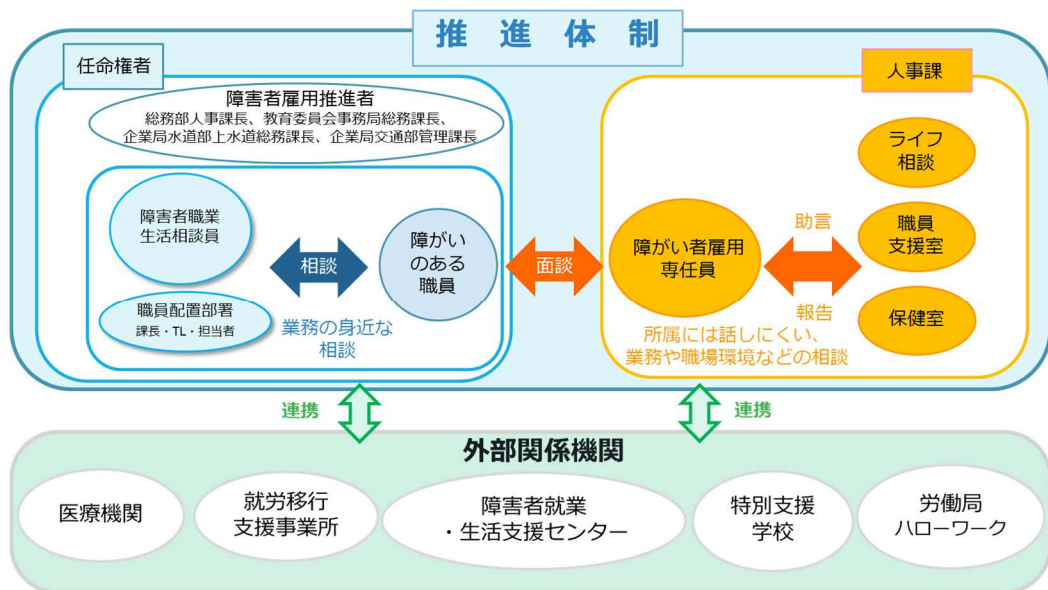 推進体制
任命権者
障害者雇用推進者
総務部人事課長、教育委員会事務局総務課長、
企業局水道部上水道総務課長、企業局交通部管理課長
障害者職業
生活相談員
職員配置部署
課長・TL・担当者
相談
業務の身近な
相談
障がい
のある
職員
面談
人事課
障がい者雇用
専任員
所属には話しにくい、
業務や職場環境などの相談
助言
報告
ライフ
相談
職員
支援室
保健室
連携
連携
外部関係機関
医療機関
就労移行
支援事業所
障害者就業
・生活支援センター
特別支援
学校
労働局
ハローワーク